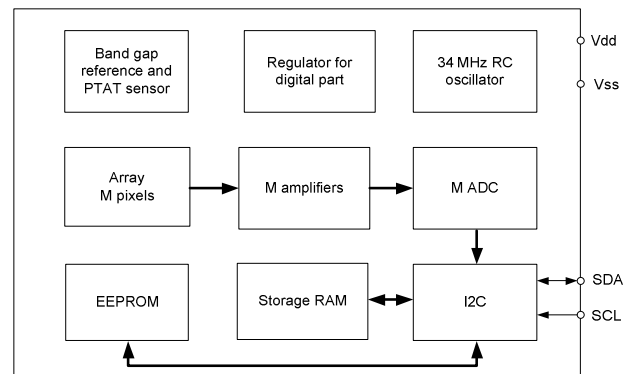 Band gap
reference and
PTAT sensor
Regulator for
digital part
34 MHz RC
oscillator
Vdd
Vss
Array
M pixels
M amplifiers
M ADC
EEPROM
Storage RAM
I2C
SDA
SCL